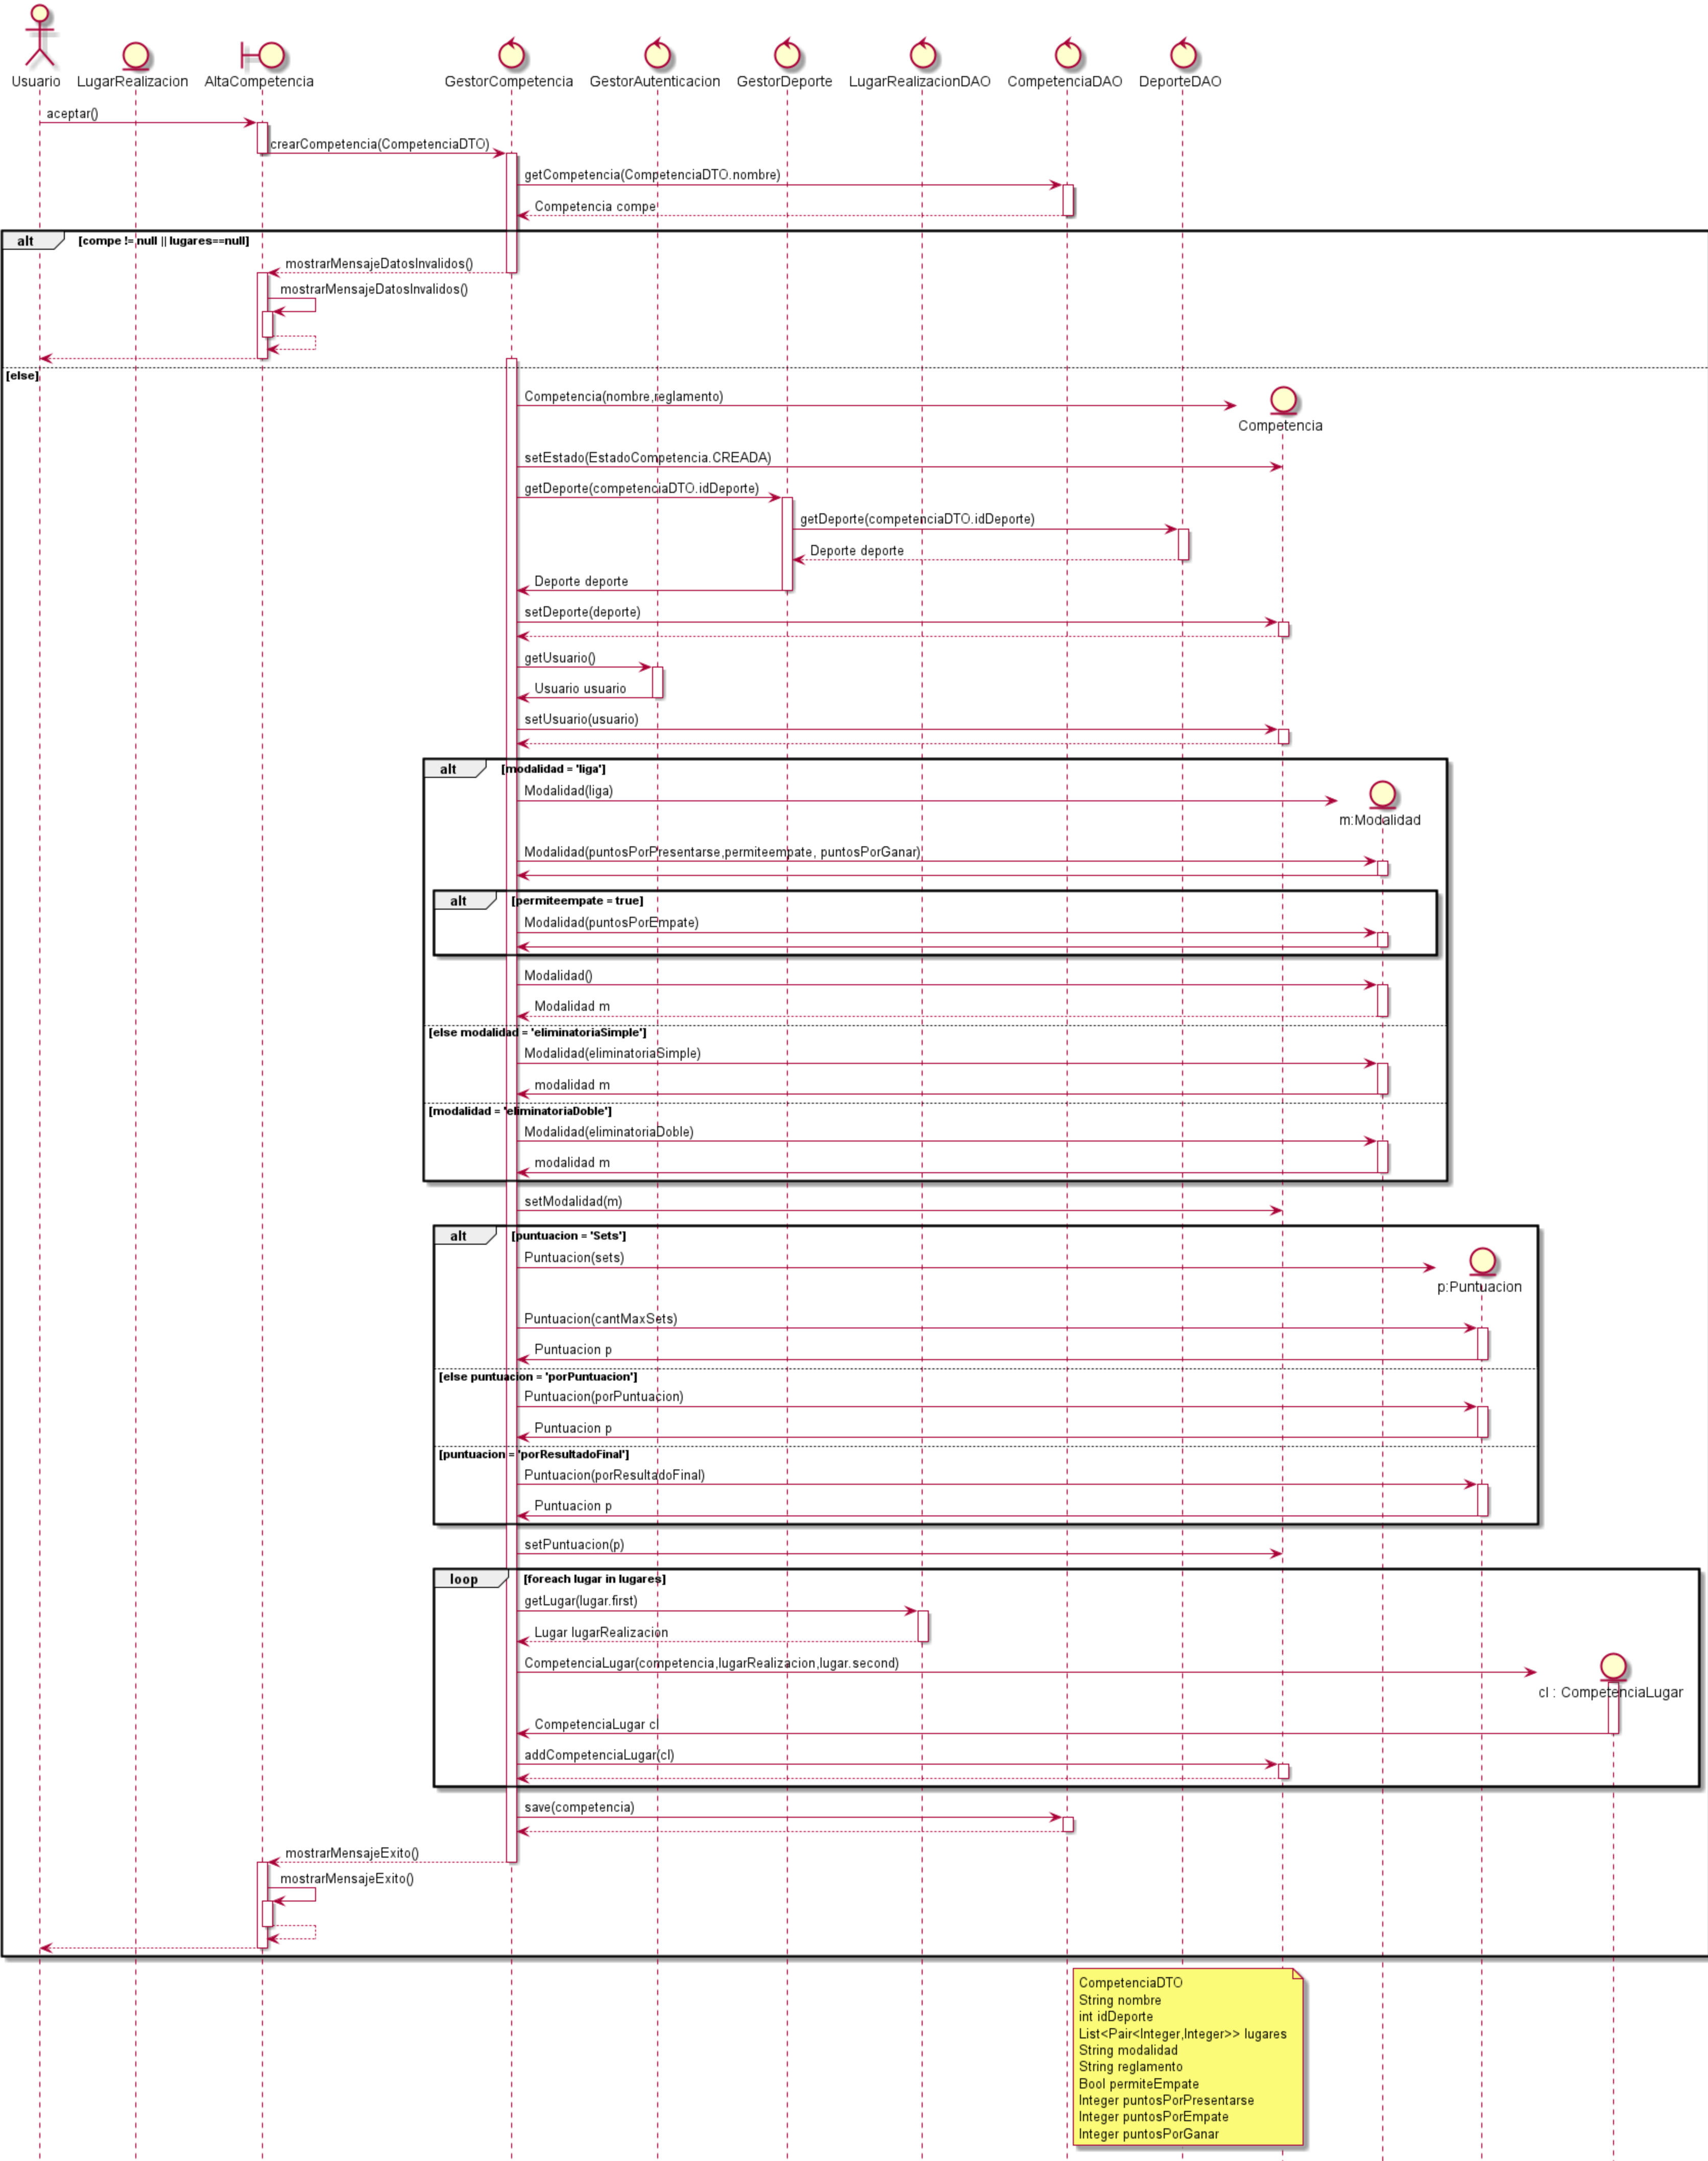 Usuario
LugarRealizacion
AltaCompetencia
GestorCompetencia
GestorAutenticacion
GestorDeporte
LugarRealizacionDAO
CompetenciaDAO
DeporteDAO
aceptar()
crearCompetencia(CompetenciaDTO)
getCompetencia(CompetenciaDTO.nombre)
Competencia compe
alt [compe != null || lugares==null]
mostrarMensajeDatosInvalidos()
mostrarMensajeDatosInvalidos()
[else]
Competencia(nombre,reglamento)
Competencia
setEstado(EstadoCompetencia.CREADA)
getDeporte(competenciaDTO.idDeporte)
getDeporte(competenciaDTO.idDeporte)
Deporte deporte
Deporte deporte
setDeporte(deporte)
getUsuario()
Usuario usuario
setUsuario(usuario)
alt [modalidad = 'liga']
Modalidad(liga)
m:Modalidad
Modalidad(puntosPorPresentarse,permiteempate, puntosPorGanar)
alt [permiteempate = true]
Modalidad(puntosPorEmpate)
Modalidad()
Modalidad m
[else modalidad = 'eliminatoriaSimple']
Modalidad(eliminatoriaSimple)
modalidad m
[modalidad = 'eliminatoriaDoble']
Modalidad(eliminatoriaDoble)
modalidad m
setModalidad(m)
alt [puntuacion = 'Sets']
Puntuacion(sets)
p:Puntuacion
Puntuacion(cantMaxSets)
Puntuacion p
[else puntuacion = 'porPuntuacion']
Puntuacion(porPuntuacion)
Puntuacion p
[puntuacion = 'porResultadoFinal']
Puntuacion(porResultadoFinal)
Puntuacion p
setPuntuacion(p)
loop [foreach lugar in lugares]
getLugar(lugar.first)
Lugar lugarRealizacion
CompetenciaLugar(competencia,lugarRealizacion,lugar.second)
cl : CompetenciaLugar
CompetenciaLugar cl
addCompetenciaLugar(cl)
save(competencia)
mostrarMensajeExito()
mostrarMensajeExito()
CompetenciaDTO
String nombre
int idDeporte
List<Pair<Integer,Integer>> lugares
String modalidad
String reglamento
Bool permiteEmpate
Integer puntosPorPresentarse
Integer puntosPorEmpate
Integer puntosPorGanar